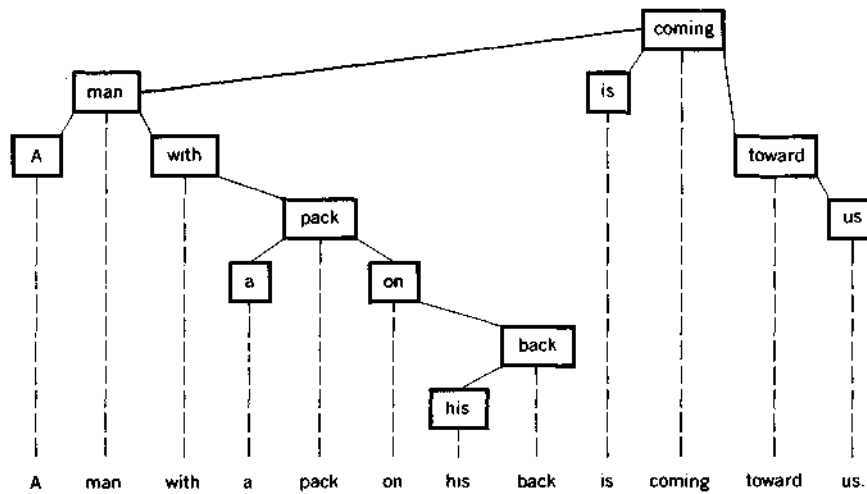 coming
man is
A with toward
pack us
a on
back
his
A man with a pack on his back is coming toward us.